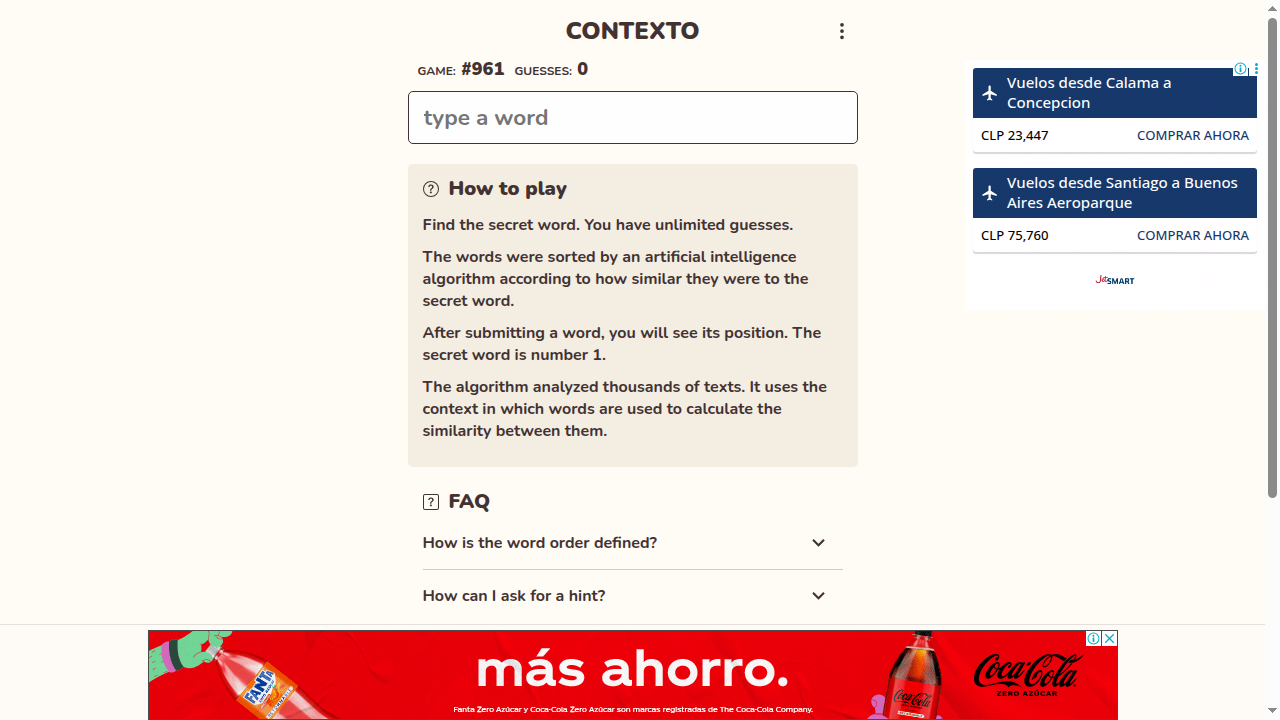 CONTEXTO
GAME: #961 GUESSES: 0
type a word
How to play
Find the secret word. You have unlimited guesses.
The words were sorted by an artificial intelligence
algorithm according to how similar they were to the
secret word.
After submitting a word, you will see its position. The
secret word is number 1.
The algorithm analyzed thousands of texts. It uses the
context in which words are used to calculate the
similarity between them.
FAQ
How is the word order defined?
How can I ask for a hint?
Vuelos desde Calama a
Concepcion
CLP 23,447 COMPRAR AHORA
Vuelos desde Santiago a Buenos
Aires Aeroparque
CLP 75,760 COMPRAR AHORA
JetSMART
FANTA
más ahorro.
Fanta Zero Azúcar y Coca-Cola Zero Azúcar son marcas registradas de The Coca-Cola Company.
Coca-Cola
Coca-Cola
ZERO AZÚCAR